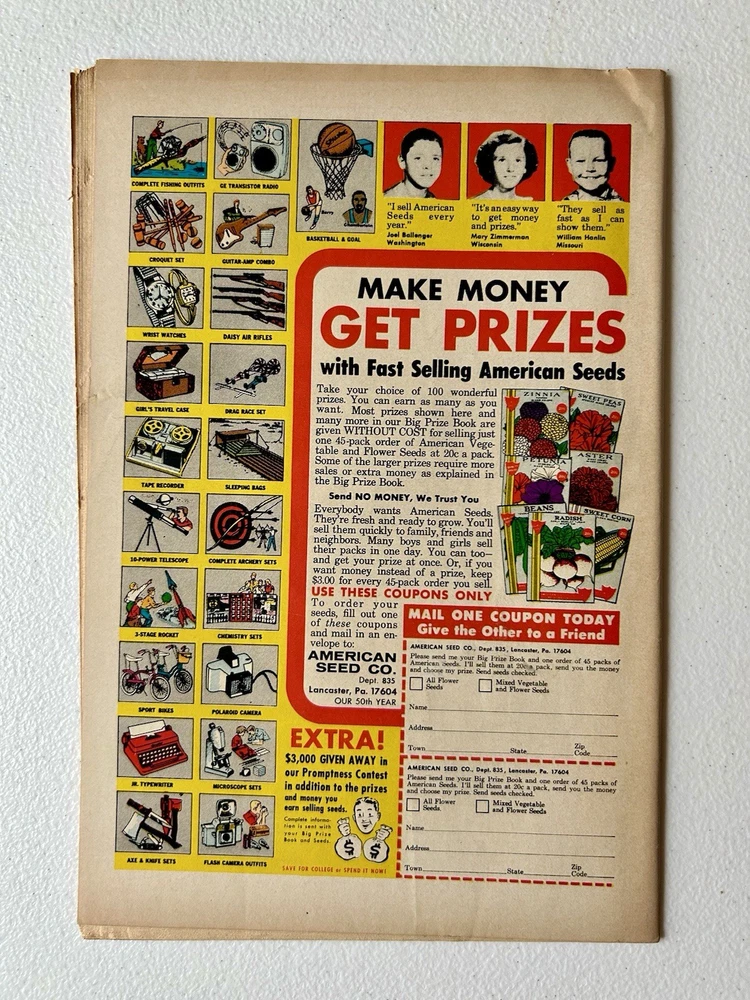 COMPLETE FISHING OUTFITS
GE TRANSISTOR RADIO
CROQUET SET
GUITAR-AMP COMBO
WRIST WATCHES
DAISY AIR RIFLES
GIRL'S TRAVEL CASE
DRAG RACE SET
TAPE RECORDER
SLEEPING BAGS
10-POWER TELESCOPE
COMPLETE ARCHERY SETS
3-STAGE ROCKET
CHEMISTRY SETS
SPORT BIKES
POLAROID CAMERA
JR. TYPEWRITER
MICROSCOPE SETS
AXE & KNIFE SETS
FLASH CAMERA OUTFITS
Spalding
Barry
Chamberlain
BASKETBALL & GOAL
"I sell American
Seeds every
year."
Joel Ballenger
Washington
"It's an easy way
to get money
and prizes."
Mary Zimmerman
Wisconsin
"They sell as
fast as I can
show them."
William Hanlin
Missouri
MAKE MONEY
GET PRIZES
with Fast Selling American Seeds
Take your choice of 100 wonderful
prizes. You can earn as many as you
want. Most prizes shown here and
many more in our Big Prize Book are
given WITHOUT COST for selling just
one 45-pack order of American Vege-
table and Flower Seeds at 20c a pack.
Some of the larger prizes require more
sales or extra money as explained in
the Big Prize Book.
Send NO MONEY, We Trust You
Everybody wants American Seeds.
They're fresh and ready to grow. You'll
sell them quickly to family, friends and
neighbors. Many boys and girls sell
their packs in one day. You can too—
and get your prize at once. Or, if you
want money instead of a prize, keep
$3.00 for every 45-pack order you sell.
USE THESE COUPONS ONLY
To order your
seeds, fill out one
of these coupons
and mail in an en-
velope to:
AMERICAN
SEED CO.
Dept. 835
Lancaster, Pa. 17604
OUR 50th YEAR
ZINNIA
SWEET PEAS
PETUNIA
ASTER
BEANS
RADISH
SWEET CORN
MAIL ONE COUPON TODAY
Give the Other to a Friend
AMERICAN SEED CO., Dept. 835, Lancaster, Pa. 17604
Please send me your Big Prize Book and one order of 45 packs of
American Seeds. I'll sell them at 20c a pack, send you the money
and choose my prize. Send seeds checked.
All Flower
Seeds
Mixed Vegetable
and Flower Seeds
Name
Address
Town State Zip
Code
AMERICAN SEED CO., Dept. 835, Lancaster, Pa. 17604
Please send me your Big Prize Book and one order of 45 packs of
American Seeds. I'll sell them at 20c a pack, send you the money
and choose my prize. Send seeds checked.
All Flower
Seeds
Mixed Vegetable
and Flower Seeds
Name
Address
Town State Zip
Code
EXTRA!
$3,000 GIVEN AWAY in
our Promptness Contest
in addition to the prizes
and money you
earn selling seeds.
Complete informa-
tion is sent with
your Big Prize
Book and Seeds.
$ $
SAVE FOR COLLEGE or SPEND IT NOW!